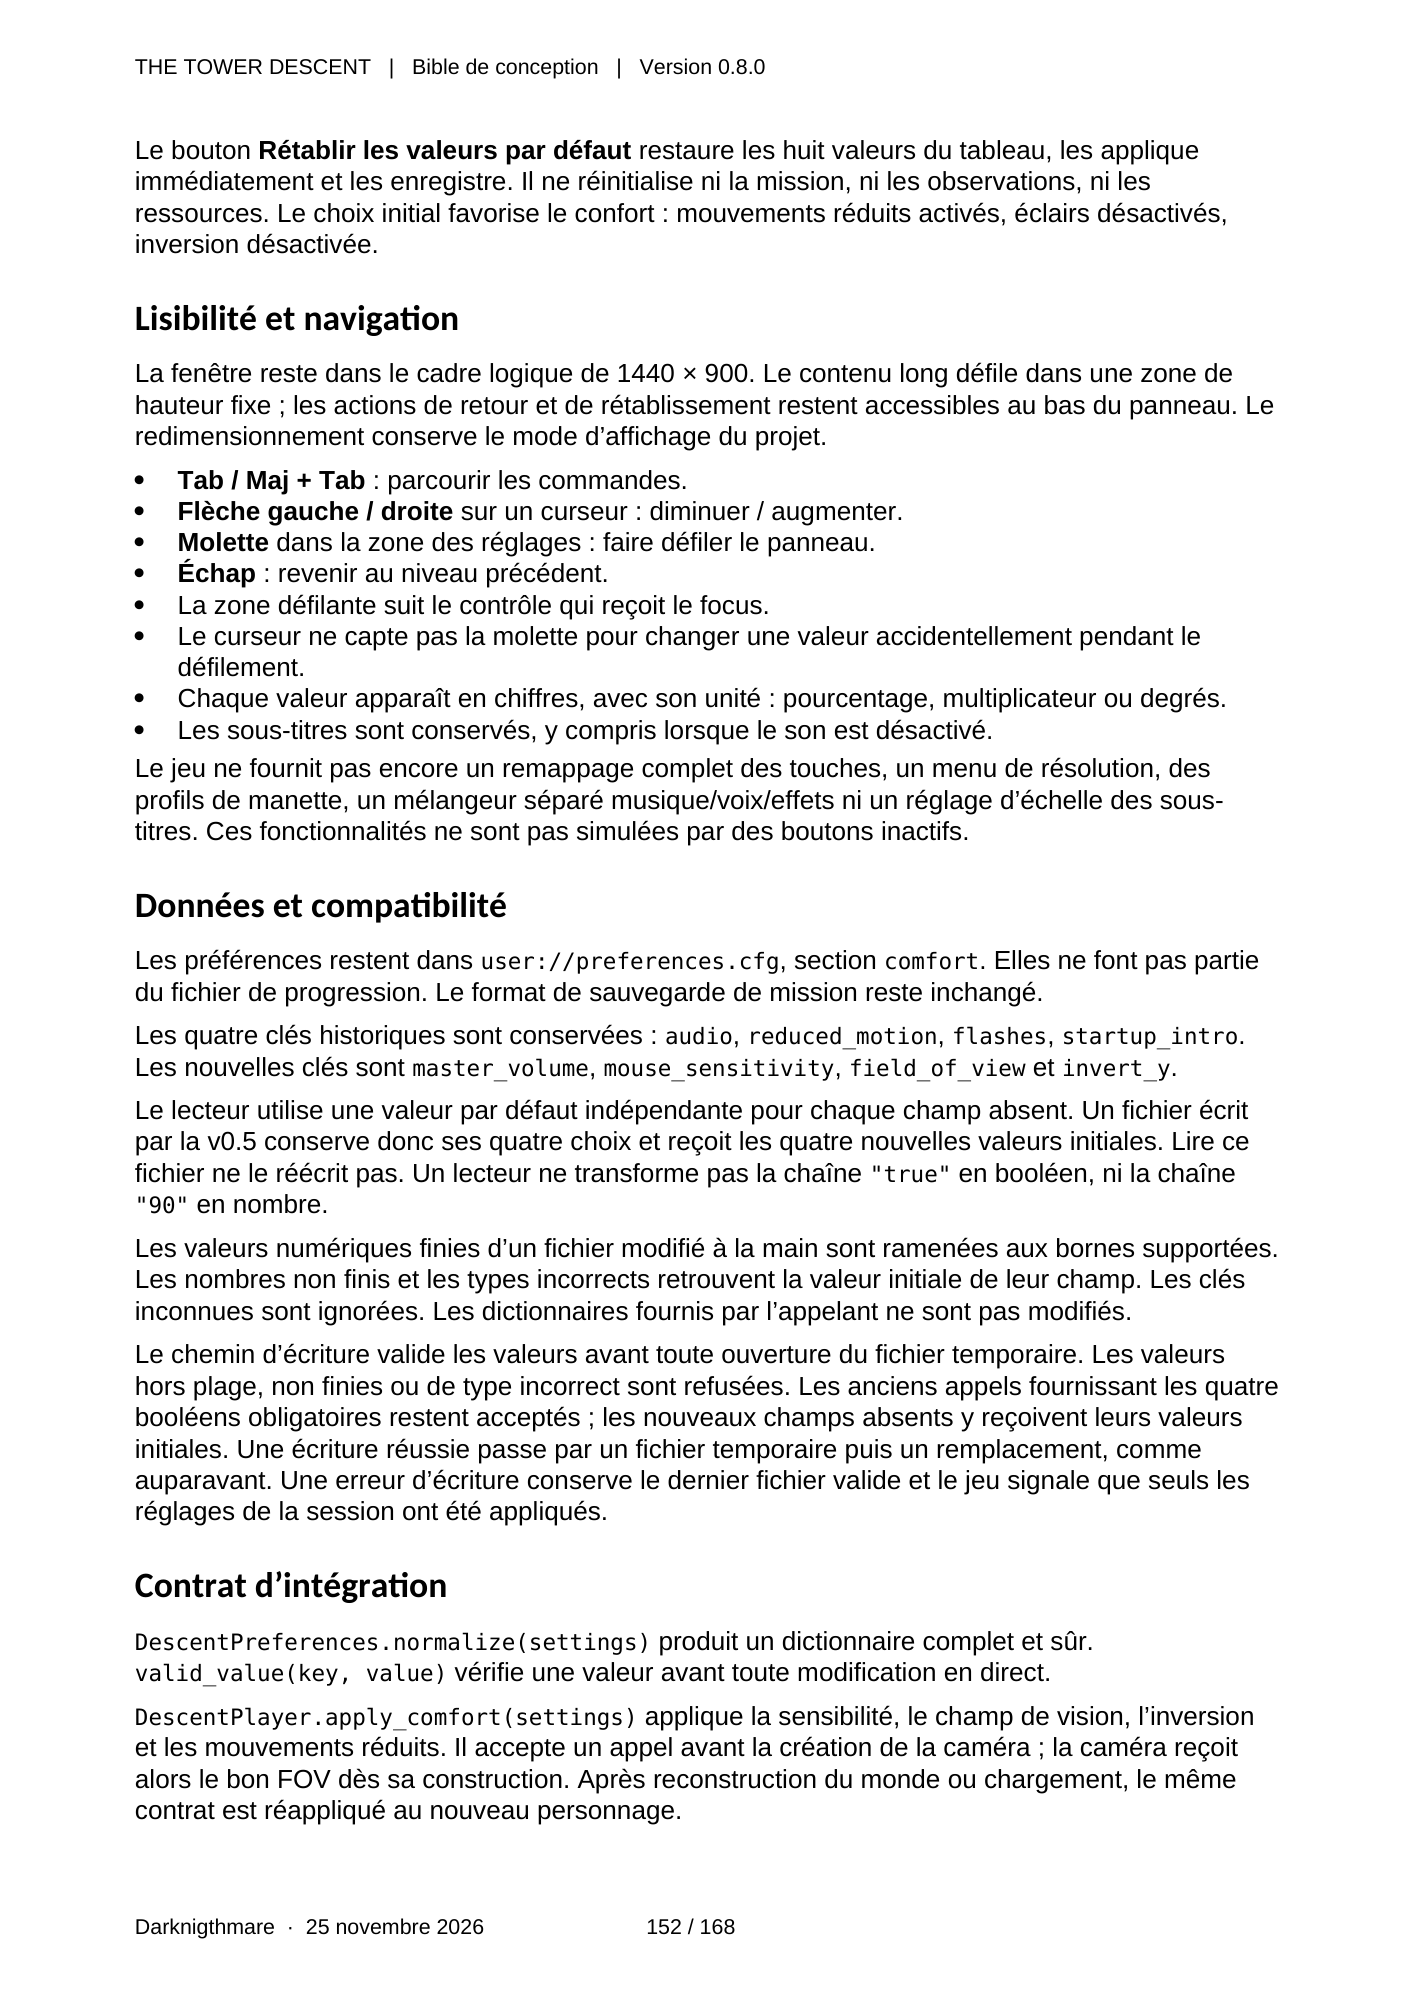 THE TOWER DESCENT | Bible de conception | Version 0.8.0
Le bouton Rétablir les valeurs par défaut restaure les huit valeurs du tableau, les applique
immédiatement et les enregistre. Il ne réinitialise ni la mission, ni les observations, ni les
ressources. Le choix initial favorise le confort : mouvements réduits activés, éclairs désactivés,
inversion désactivée.
Lisibilité et navigation
La fenêtre reste dans le cadre logique de 1440 × 900. Le contenu long défile dans une zone de
hauteur fixe ; les actions de retour et de rétablissement restent accessibles au bas du panneau. Le
redimensionnement conserve le mode d’affichage du projet.
• Tab / Maj + Tab : parcourir les commandes.
• Flèche gauche / droite sur un curseur : diminuer / augmenter.
• Molette dans la zone des réglages : faire défiler le panneau.
• Échap : revenir au niveau précédent.
• La zone défilante suit le contrôle qui reçoit le focus.
• Le curseur ne capte pas la molette pour changer une valeur accidentellement pendant le
défilement.
• Chaque valeur apparaît en chiffres, avec son unité : pourcentage, multiplicateur ou degrés.
• Les sous-titres sont conservés, y compris lorsque le son est désactivé.
Le jeu ne fournit pas encore un remappage complet des touches, un menu de résolution, des
profils de manette, un mélangeur séparé musique/voix/effets ni un réglage d’échelle des sous-
titres. Ces fonctionnalités ne sont pas simulées par des boutons inactifs.
Données et compatibilité
Les préférences restent dans user://preferences.cfg, section comfort. Elles ne font pas partie
du fichier de progression. Le format de sauvegarde de mission reste inchangé.
Les quatre clés historiques sont conservées : audio, reduced_motion, flashes, startup_intro.
Les nouvelles clés sont master_volume, mouse_sensitivity, field_of_view et invert_y.
Le lecteur utilise une valeur par défaut indépendante pour chaque champ absent. Un fichier écrit
par la v0.5 conserve donc ses quatre choix et reçoit les quatre nouvelles valeurs initiales. Lire ce
fichier ne le réécrit pas. Un lecteur ne transforme pas la chaîne "true" en booléen, ni la chaîne
"90" en nombre.
Les valeurs numériques finies d’un fichier modifié à la main sont ramenées aux bornes supportées.
Les nombres non finis et les types incorrects retrouvent la valeur initiale de leur champ. Les clés
inconnues sont ignorées. Les dictionnaires fournis par l’appelant ne sont pas modifiés.
Le chemin d’écriture valide les valeurs avant toute ouverture du fichier temporaire. Les valeurs
hors plage, non finies ou de type incorrect sont refusées. Les anciens appels fournissant les quatre
booléens obligatoires restent acceptés ; les nouveaux champs absents y reçoivent leurs valeurs
initiales. Une écriture réussie passe par un fichier temporaire puis un remplacement, comme
auparavant. Une erreur d’écriture conserve le dernier fichier valide et le jeu signale que seuls les
réglages de la session ont été appliqués.
Contrat d’intégration
DescentPreferences.normalize(settings) produit un dictionnaire complet et sûr.
valid_value(key, value) vérifie une valeur avant toute modification en direct.
DescentPlayer.apply_comfort(settings) applique la sensibilité, le champ de vision, l’inversion
et les mouvements réduits. Il accepte un appel avant la création de la caméra ; la caméra reçoit
alors le bon FOV dès sa construction. Après reconstruction du monde ou chargement, le même
contrat est réappliqué au nouveau personnage.
Darknigthmare · 25 novembre 2026 152 / 168